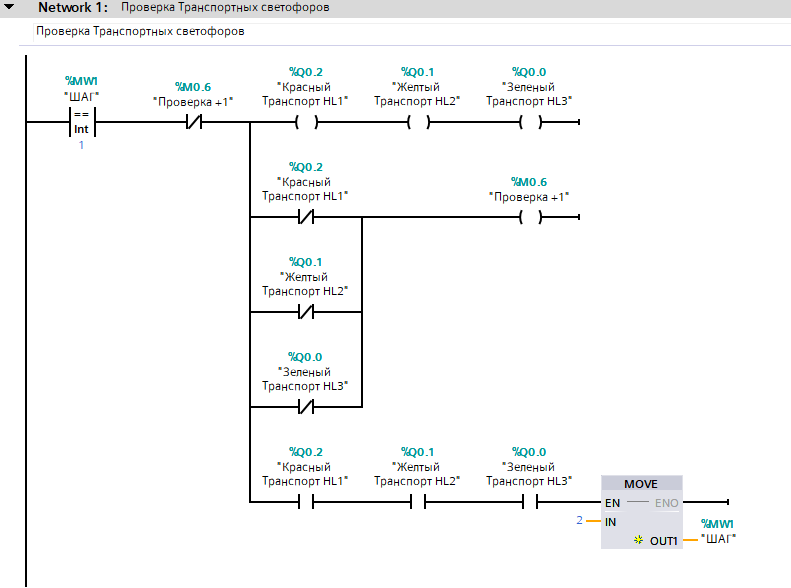 Network 1: Проверка Транспортных светофоров
Проверка Транспортных светофоров
%MW1
"ШАГ"
==
Int
1
%M0.6
"Проверка +1"
%Q0.2
"Красный
Транспорт HL1"
%Q0.1
"Желтый
Транспорт HL2"
%Q0.0
"Зеленый
Транспорт HL3"
%Q0.2
"Красный
Транспорт HL1"
%M0.6
"Проверка +1"
%Q0.1
"Желтый
Транспорт HL2"
%Q0.0
"Зеленый
Транспорт HL3"
%Q0.2
"Красный
Транспорт HL1"
%Q0.1
"Желтый
Транспорт HL2"
%Q0.0
"Зеленый
Транспорт HL3"
MOVE
EN ENO
2 IN
OUT1
%MW1
"ШАГ"